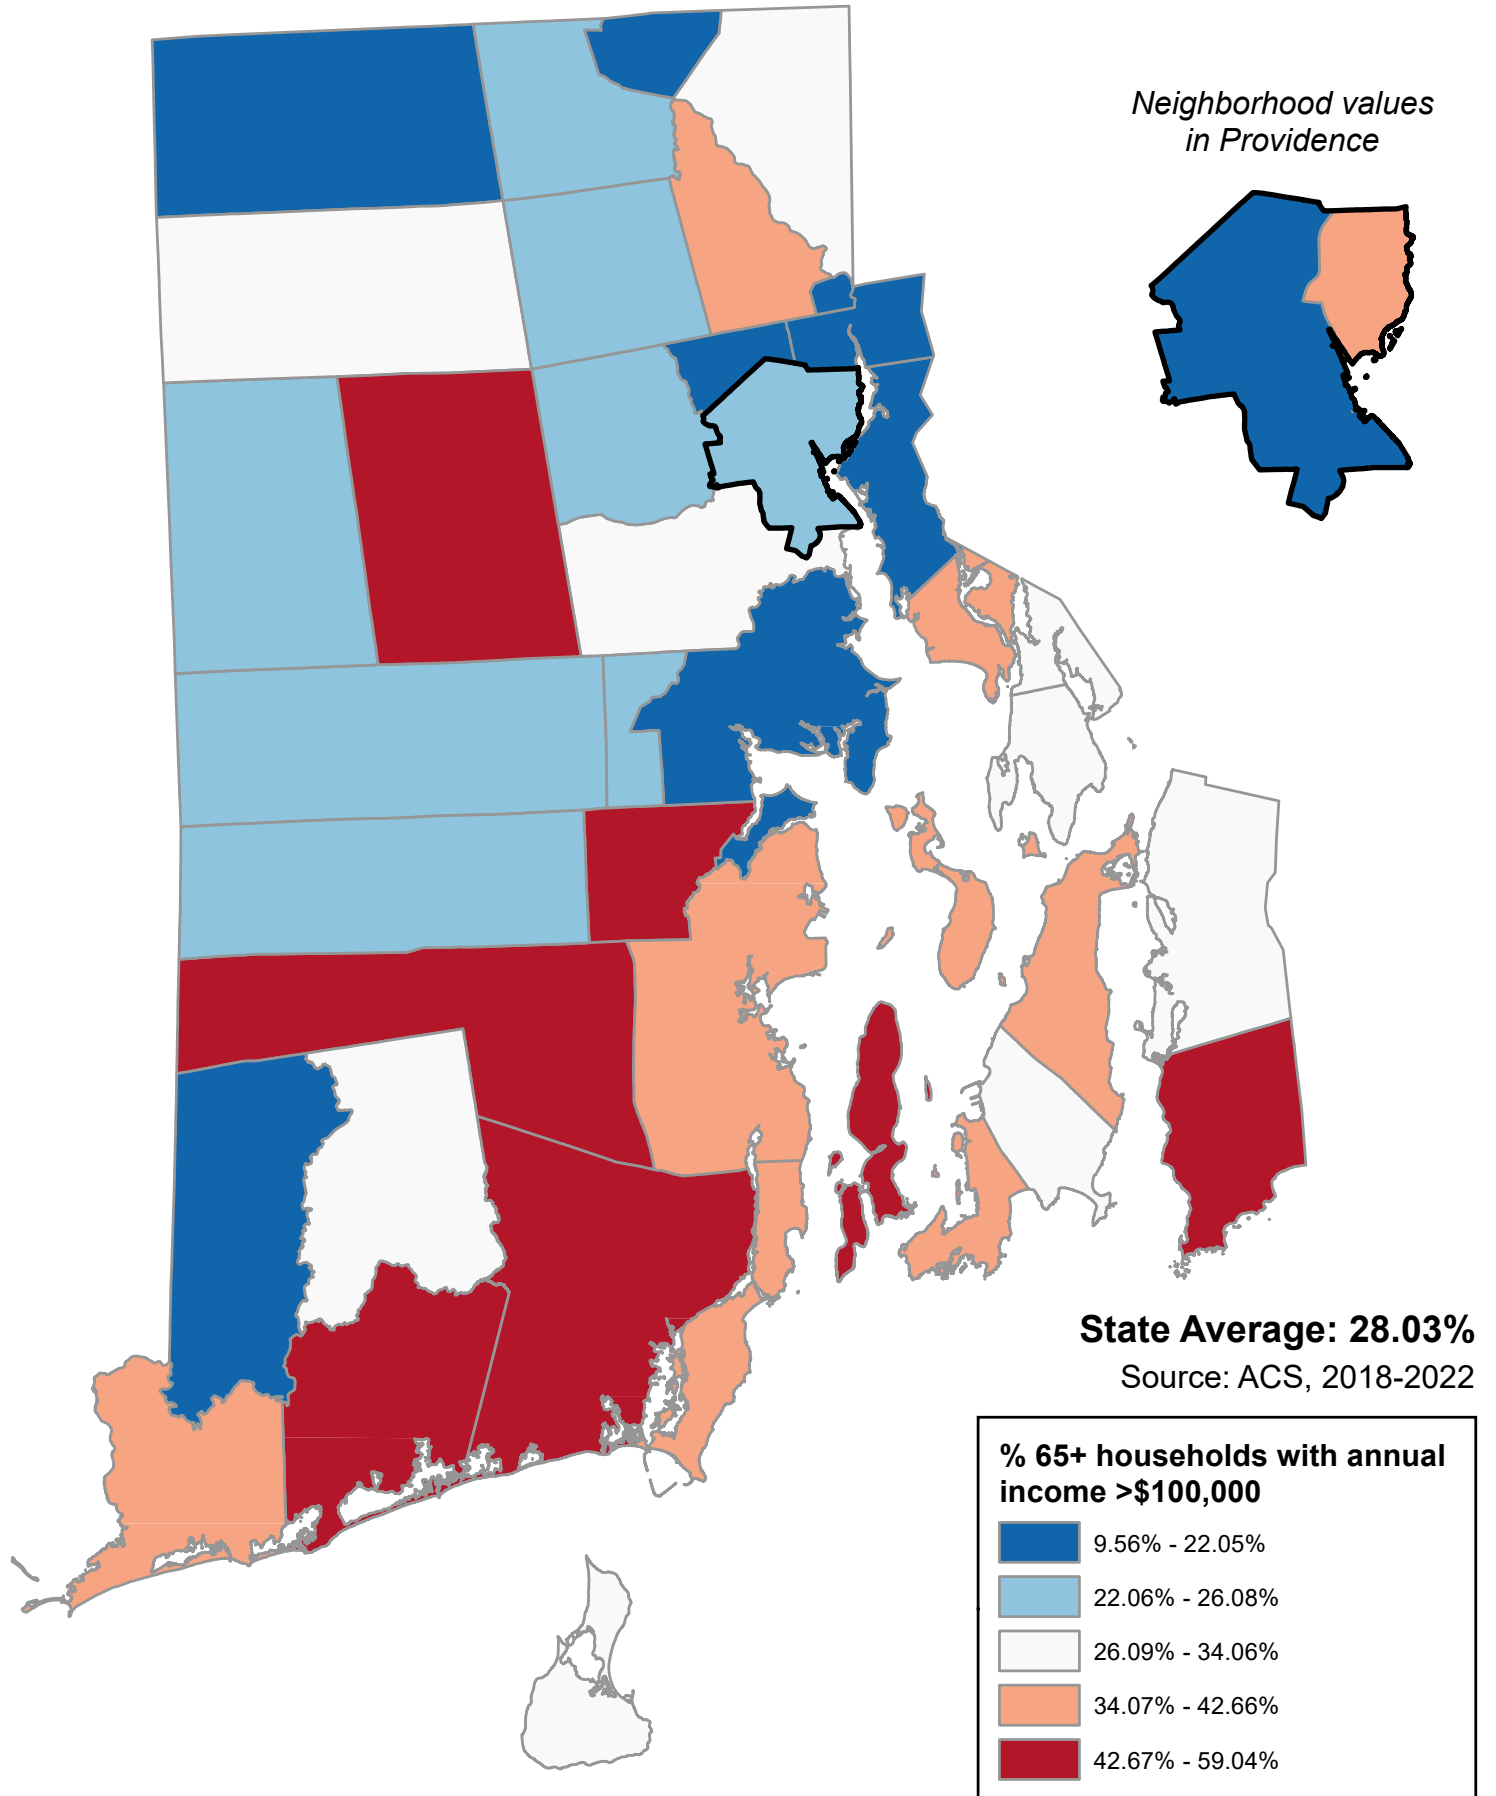 Neighborhood values
in Providence
State Average: 28.03%
Source: ACS, 2018-2022
% 65+ households with annual
income >$100,000
9.56% - 22.05%
22.06% - 26.08%
26.09% - 34.06%
34.07% - 42.66%
42.67% - 59.04%